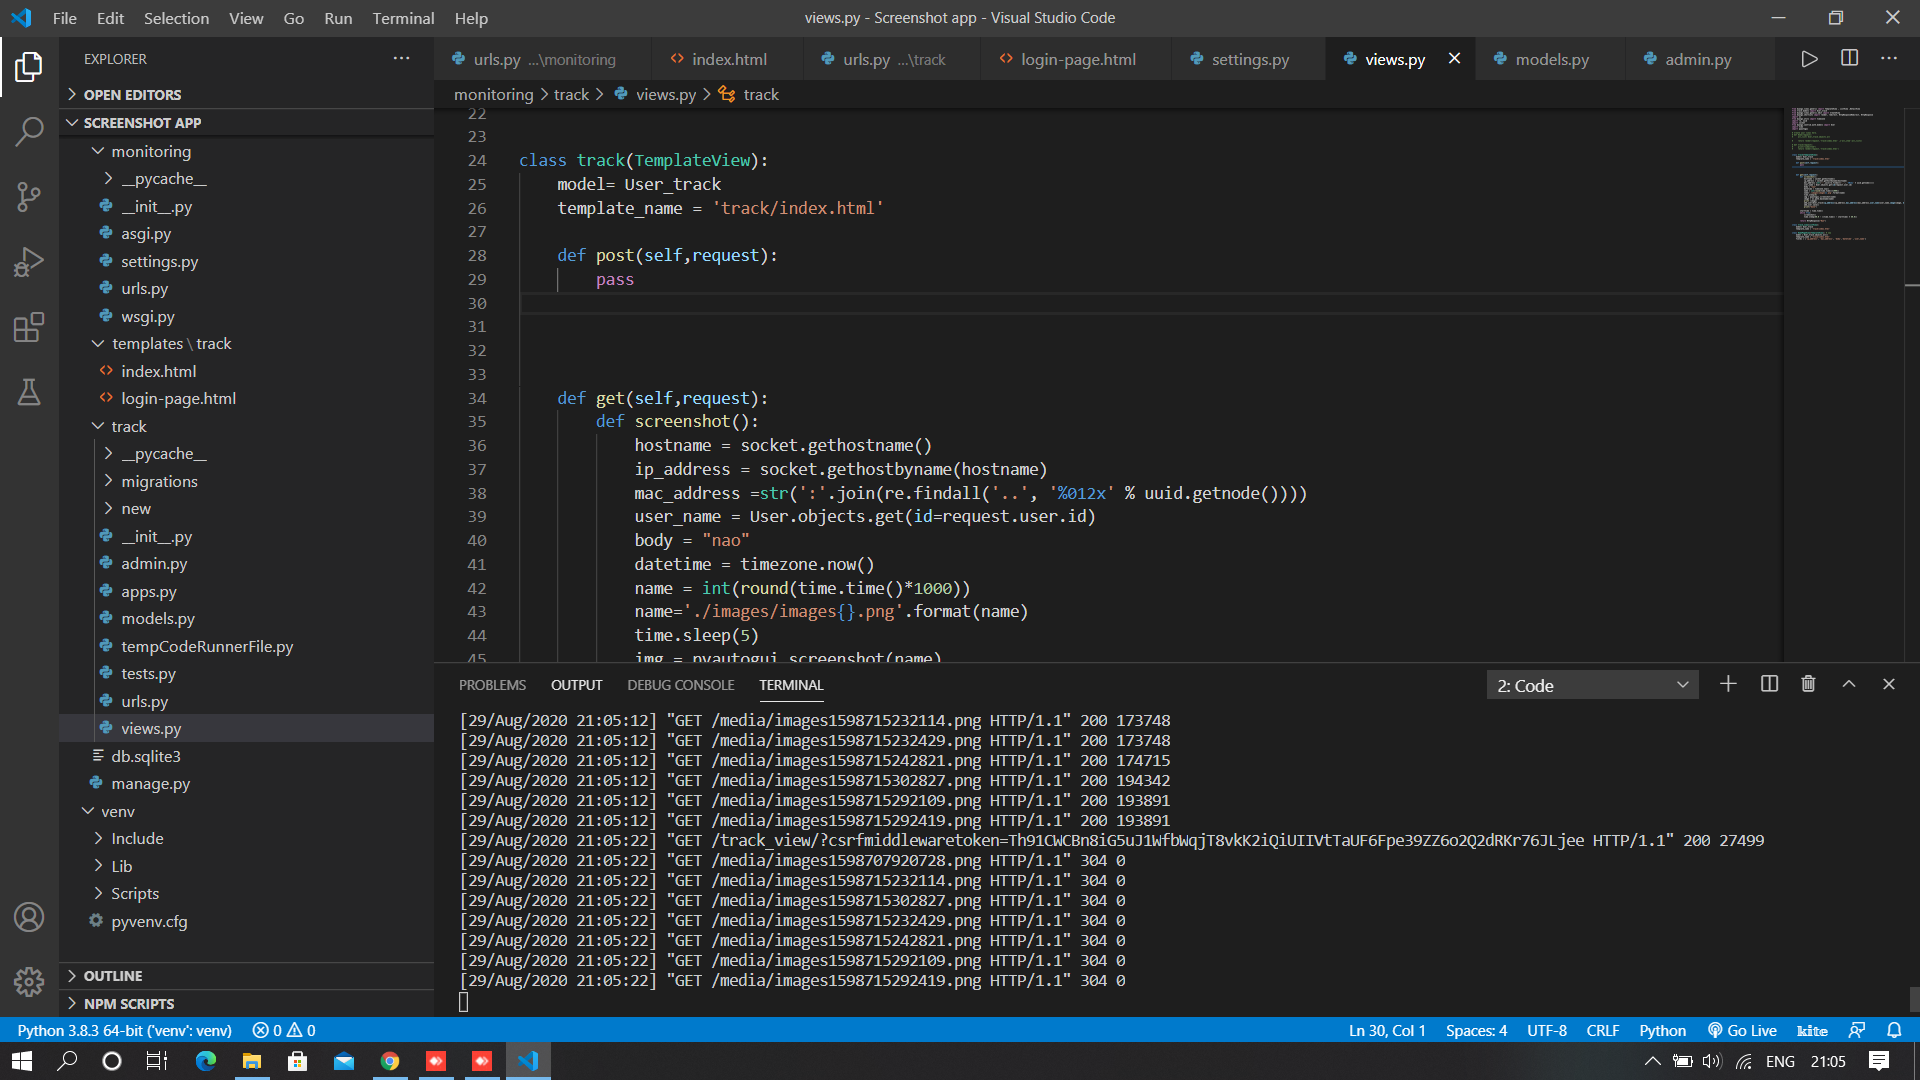 File Edit Selection View Go Run Terminal Help
views.py - Screenshot app - Visual Studio Code
EXPLORER
urls.py ...\monitoring
index.html
urls.py ...\track
login-page.html
settings.py
views.py
models.py
admin.py
OPEN EDITORS
SCREENSHOT APP
monitoring
__pycache__
__init__.py
asgi.py
settings.py
urls.py
wsgi.py
templates \ track
index.html
login-page.html
track
__pycache__
migrations
new
__init__.py
admin.py
apps.py
models.py
tempCodeRunnerFile.py
tests.py
urls.py
views.py
db.sqlite3
manage.py
venv
Include
Lib
Scripts
pyvenv.cfg
OUTLINE
NPM SCRIPTS
monitoring > track > views.py > track
22
23
24 class track(TemplateView):
25 model= User_track
26 template_name = 'track/index.html'
27
28 def post(self,request):
29 pass
30
31
32
33
34 def get(self,request):
35 def screenshot():
36 hostname = socket.gethostname()
37 ip_address = socket.gethostbyname(hostname)
38 mac_address =str(':'.join(re.findall('..', '%012x' % uuid.getnode())))
39 user_name = User.objects.get(id=request.user.id)
40 body = "nao"
41 datetime = timezone.now()
42 name = int(round(time.time()*1000))
43 name='./images/images{}.png'.format(name)
44 time.sleep(5)
45 img = pyautogui.screenshot(name)
PROBLEMS OUTPUT DEBUG CONSOLE TERMINAL
2: Code
[29/Aug/2020 21:05:12] "GET /media/images1598715232114.png HTTP/1.1" 200 173748
[29/Aug/2020 21:05:12] "GET /media/images1598715232429.png HTTP/1.1" 200 173748
[29/Aug/2020 21:05:12] "GET /media/images1598715242821.png HTTP/1.1" 200 174715
[29/Aug/2020 21:05:12] "GET /media/images1598715302827.png HTTP/1.1" 200 194342
[29/Aug/2020 21:05:12] "GET /media/images1598715292109.png HTTP/1.1" 200 193891
[29/Aug/2020 21:05:12] "GET /media/images1598715292419.png HTTP/1.1" 200 193891
[29/Aug/2020 21:05:22] "GET /track_view/?csrfmiddlewaretoken=Th91CWCBn8iG5uJ1WfbWqjT8vkK2iQiUIIVtTaUF6Fpe39ZZ6o2Q2dRKr76JLjee HTTP/1.1" 200 27499
[29/Aug/2020 21:05:22] "GET /media/images1598707920728.png HTTP/1.1" 304 0
[29/Aug/2020 21:05:22] "GET /media/images1598715232114.png HTTP/1.1" 304 0
[29/Aug/2020 21:05:22] "GET /media/images1598715302827.png HTTP/1.1" 304 0
[29/Aug/2020 21:05:22] "GET /media/images1598715232429.png HTTP/1.1" 304 0
[29/Aug/2020 21:05:22] "GET /media/images1598715242821.png HTTP/1.1" 304 0
[29/Aug/2020 21:05:22] "GET /media/images1598715292109.png HTTP/1.1" 304 0
[29/Aug/2020 21:05:22] "GET /media/images1598715292419.png HTTP/1.1" 304 0
Python 3.8.3 64-bit ('venv': venv) 0 0
Ln 30, Col 1 Spaces: 4 UTF-8 CRLF Python Go Live kite
ENG 21:05